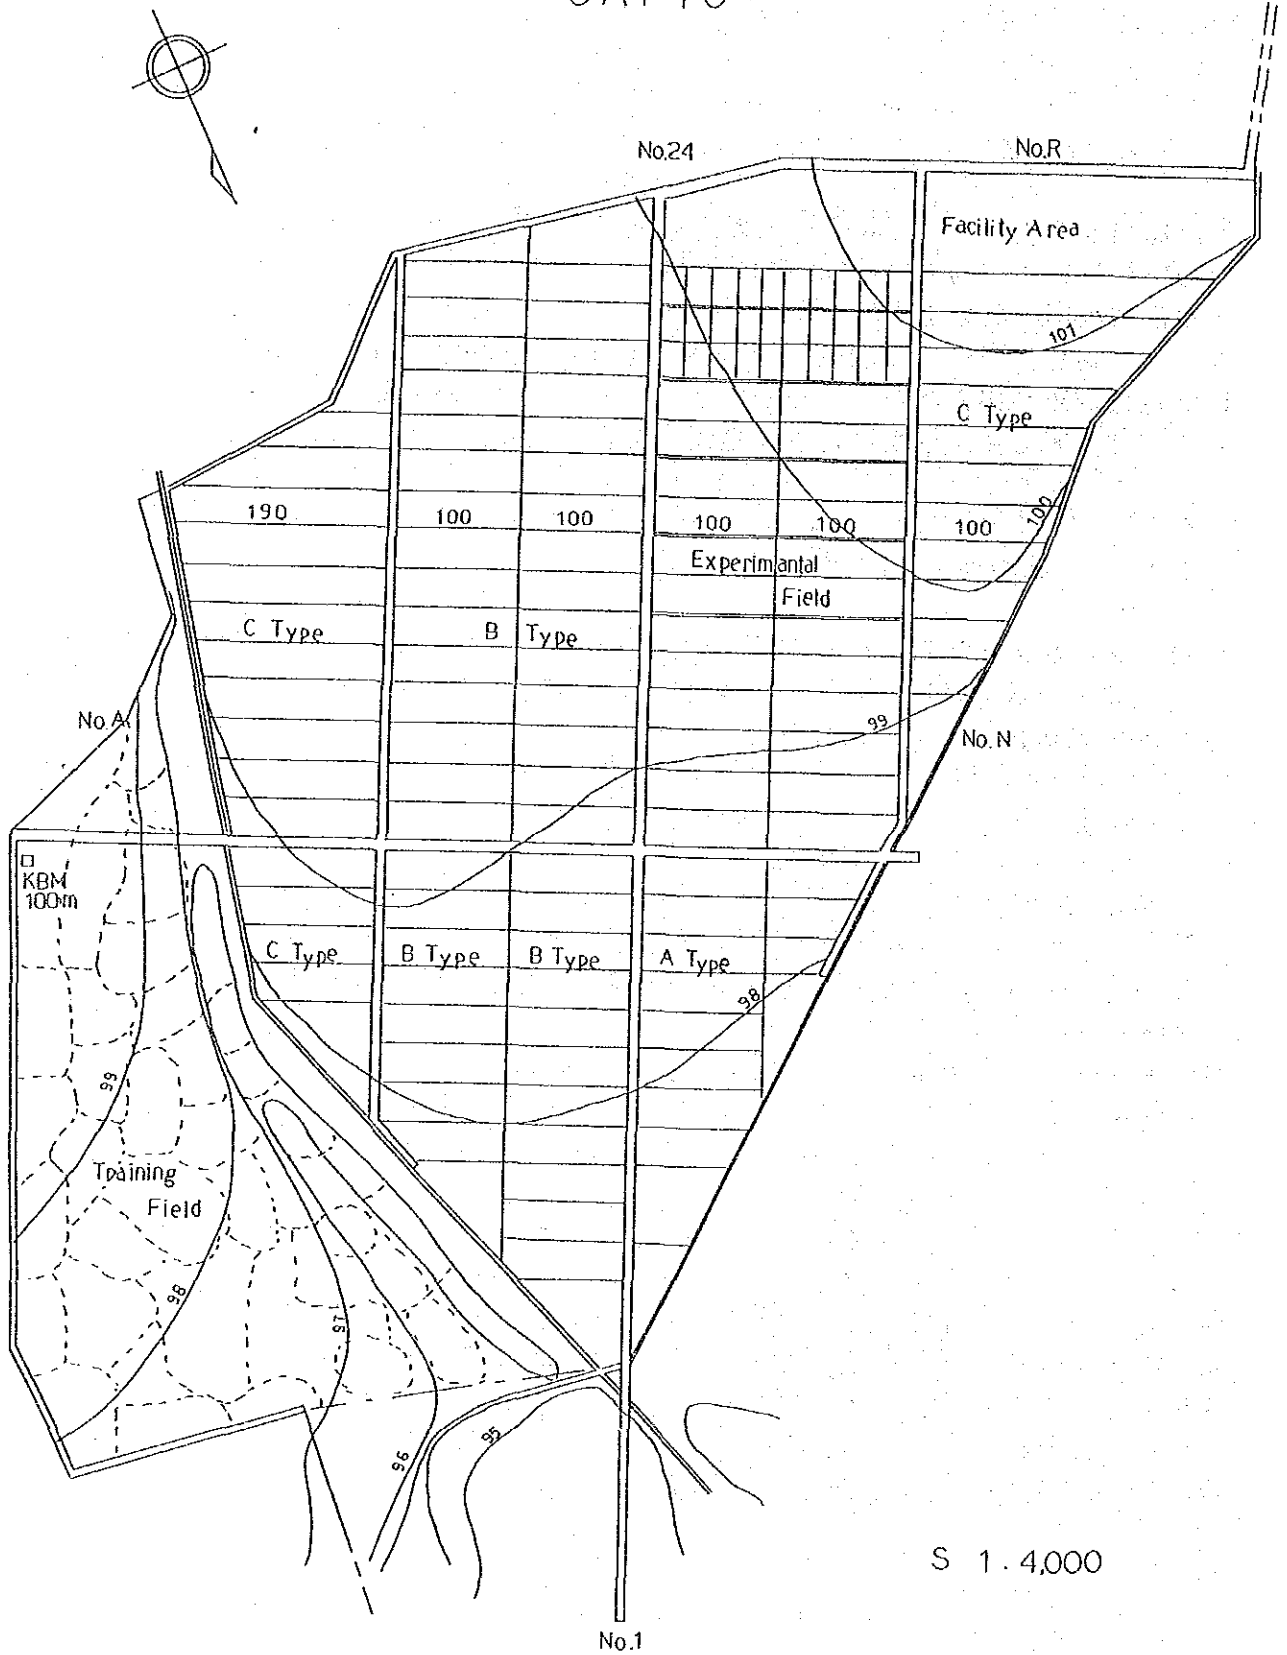 No.24
No.R
Facility Area
101
C Type
190
100
100
100
100
100
100
Experimantal
Field
C Type
B Type
99
No.A
No.N
KBM
100m
C Type
B Type
B Type
A Type
98
99
Training
Field
98
97
96
95
S 1.4,000
No.1